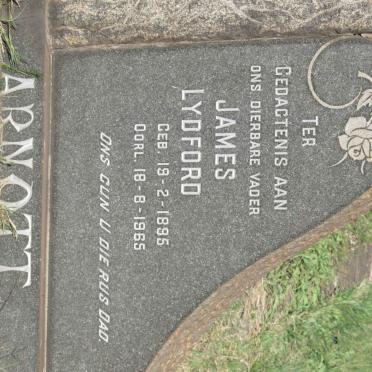 TER
GEDAGTENIS AAN
ONS DIERBARE VADER
JAMES
LYDFORD
GEB 19-2-1895
OORL. 18-8-1965
ONS GUN U DIE RUS DAD.
ARNOTT